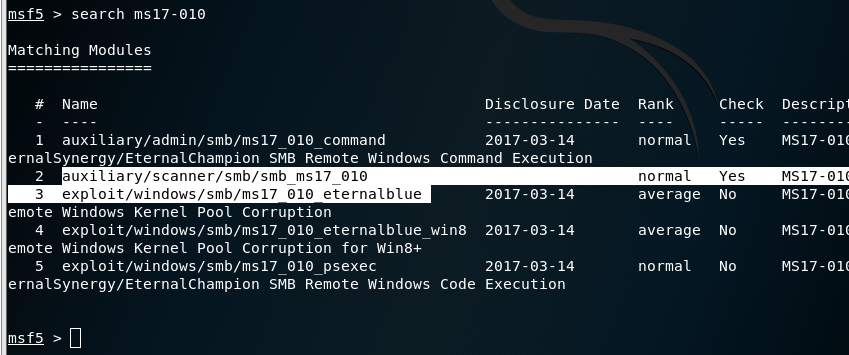 msf5 > search ms17-010
Matching Modules
================
# Name Disclosure Date Rank Check Descript
- ---- --------------- ---- ----- --------
1 auxiliary/admin/smb/ms17_010_command 2017-03-14 normal Yes MS17-010
ernalSynergy/EternalChampion SMB Remote Windows Command Execution
2 auxiliary/scanner/smb/smb_ms17_010 normal Yes MS17-010
3 exploit/windows/smb/ms17_010_eternalblue 2017-03-14 average No MS17-010
emote Windows Kernel Pool Corruption
4 exploit/windows/smb/ms17_010_eternalblue_win8 2017-03-14 average No MS17-010
emote Windows Kernel Pool Corruption for Win8+
5 exploit/windows/smb/ms17_010_psexec 2017-03-14 normal No MS17-010
ernalSynergy/EternalChampion SMB Remote Windows Code Execution
msf5 >